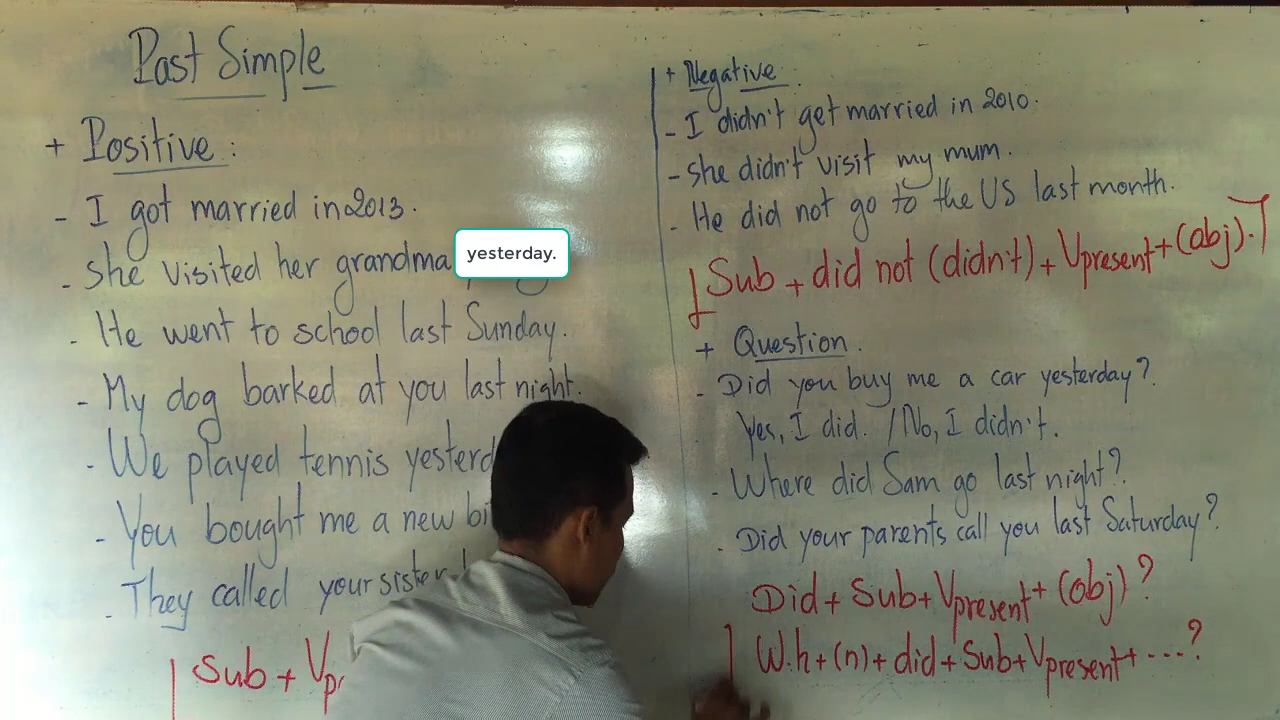 Past Simple
+ Positive :
- I got married in 2013.
- She visited her grandma yesterday.
- He went to school last Sunday.
- My dog barked at you last night.
- We played tennis
- You bought me a new
- They called your sister
Sub +
+ Negative :
- I didn't get married in 2010.
- She didn't visit my mum.
- He did not go to the US last month.
[Sub + did not (didn't) + Vpresent + (obj).]
+ Question.
- Did you buy me a car yesterday?
Yes, I did. / No, I didn't.
- Where did Sam go last night?
- Did your parents call you last Saturday?
Did + Sub + Vpresent + (obj) ?
W.h + (n) + did + Sub + Vpresent + ....?